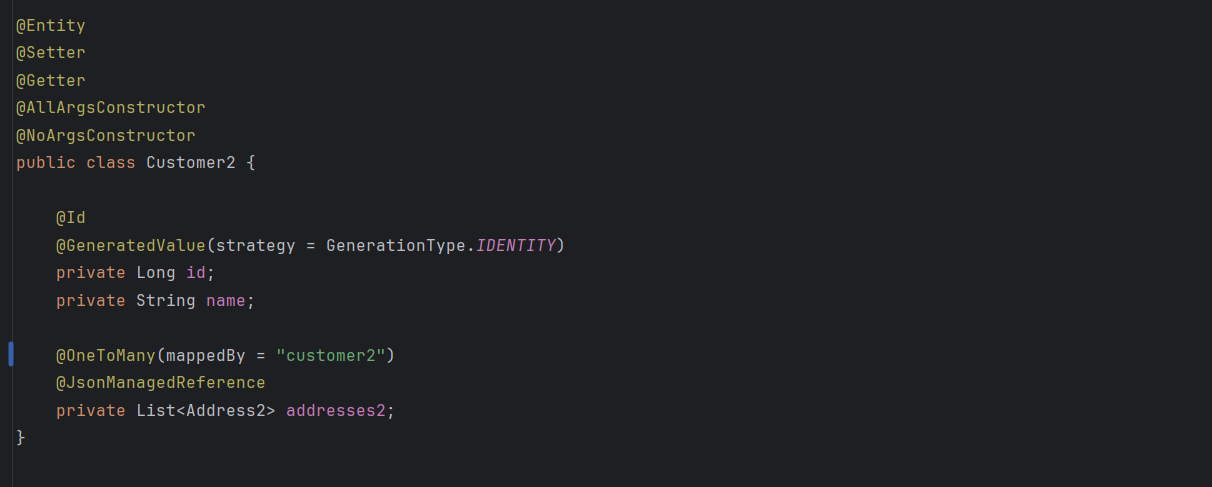 @Entity
@Setter
@Getter
@AllArgsConstructor
@NoArgsConstructor
public class Customer2 {
@Id
@GeneratedValue(strategy = GenerationType.IDENTITY)
private Long id;
private String name;
@OneToMany(mappedBy = "customer2")
@JsonManagedReference
private List<Address2> addresses2;
}